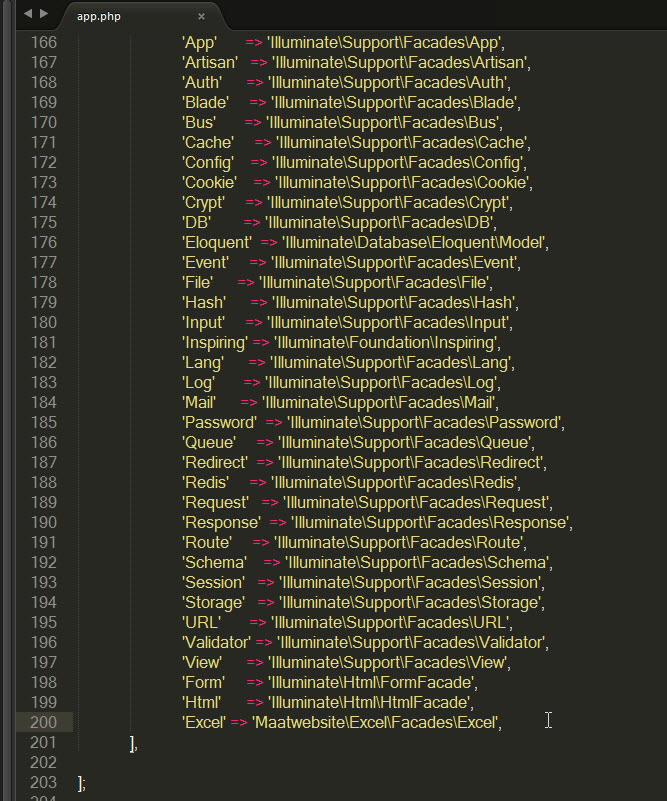 app.php ×
166 'App' => 'Illuminate\Support\Facades\App',
167 'Artisan' => 'Illuminate\Support\Facades\Artisan',
168 'Auth' => 'Illuminate\Support\Facades\Auth',
169 'Blade' => 'Illuminate\Support\Facades\Blade',
170 'Bus' => 'Illuminate\Support\Facades\Bus',
171 'Cache' => 'Illuminate\Support\Facades\Cache',
172 'Config' => 'Illuminate\Support\Facades\Config',
173 'Cookie' => 'Illuminate\Support\Facades\Cookie',
174 'Crypt' => 'Illuminate\Support\Facades\Crypt',
175 'DB' => 'Illuminate\Support\Facades\DB',
176 'Eloquent' => 'Illuminate\Database\Eloquent\Model',
177 'Event' => 'Illuminate\Support\Facades\Event',
178 'File' => 'Illuminate\Support\Facades\File',
179 'Hash' => 'Illuminate\Support\Facades\Hash',
180 'Input' => 'Illuminate\Support\Facades\Input',
181 'Inspiring' => 'Illuminate\Foundation\Inspiring',
182 'Lang' => 'Illuminate\Support\Facades\Lang',
183 'Log' => 'Illuminate\Support\Facades\Log',
184 'Mail' => 'Illuminate\Support\Facades\Mail',
185 'Password' => 'Illuminate\Support\Facades\Password',
186 'Queue' => 'Illuminate\Support\Facades\Queue',
187 'Redirect' => 'Illuminate\Support\Facades\Redirect',
188 'Redis' => 'Illuminate\Support\Facades\Redis',
189 'Request' => 'Illuminate\Support\Facades\Request',
190 'Response' => 'Illuminate\Support\Facades\Response',
191 'Route' => 'Illuminate\Support\Facades\Route',
192 'Schema' => 'Illuminate\Support\Facades\Schema',
193 'Session' => 'Illuminate\Support\Facades\Session',
194 'Storage' => 'Illuminate\Support\Facades\Storage',
195 'URL' => 'Illuminate\Support\Facades\URL',
196 'Validator' => 'Illuminate\Support\Facades\Validator',
197 'View' => 'Illuminate\Support\Facades\View',
198 'Form' => 'Illuminate\Html\FormFacade',
199 'Html' => 'Illuminate\Html\HtmlFacade',
200 'Excel' => 'Maatwebsite\Excel\Facades\Excel',
201 ],
202
203 ];
204